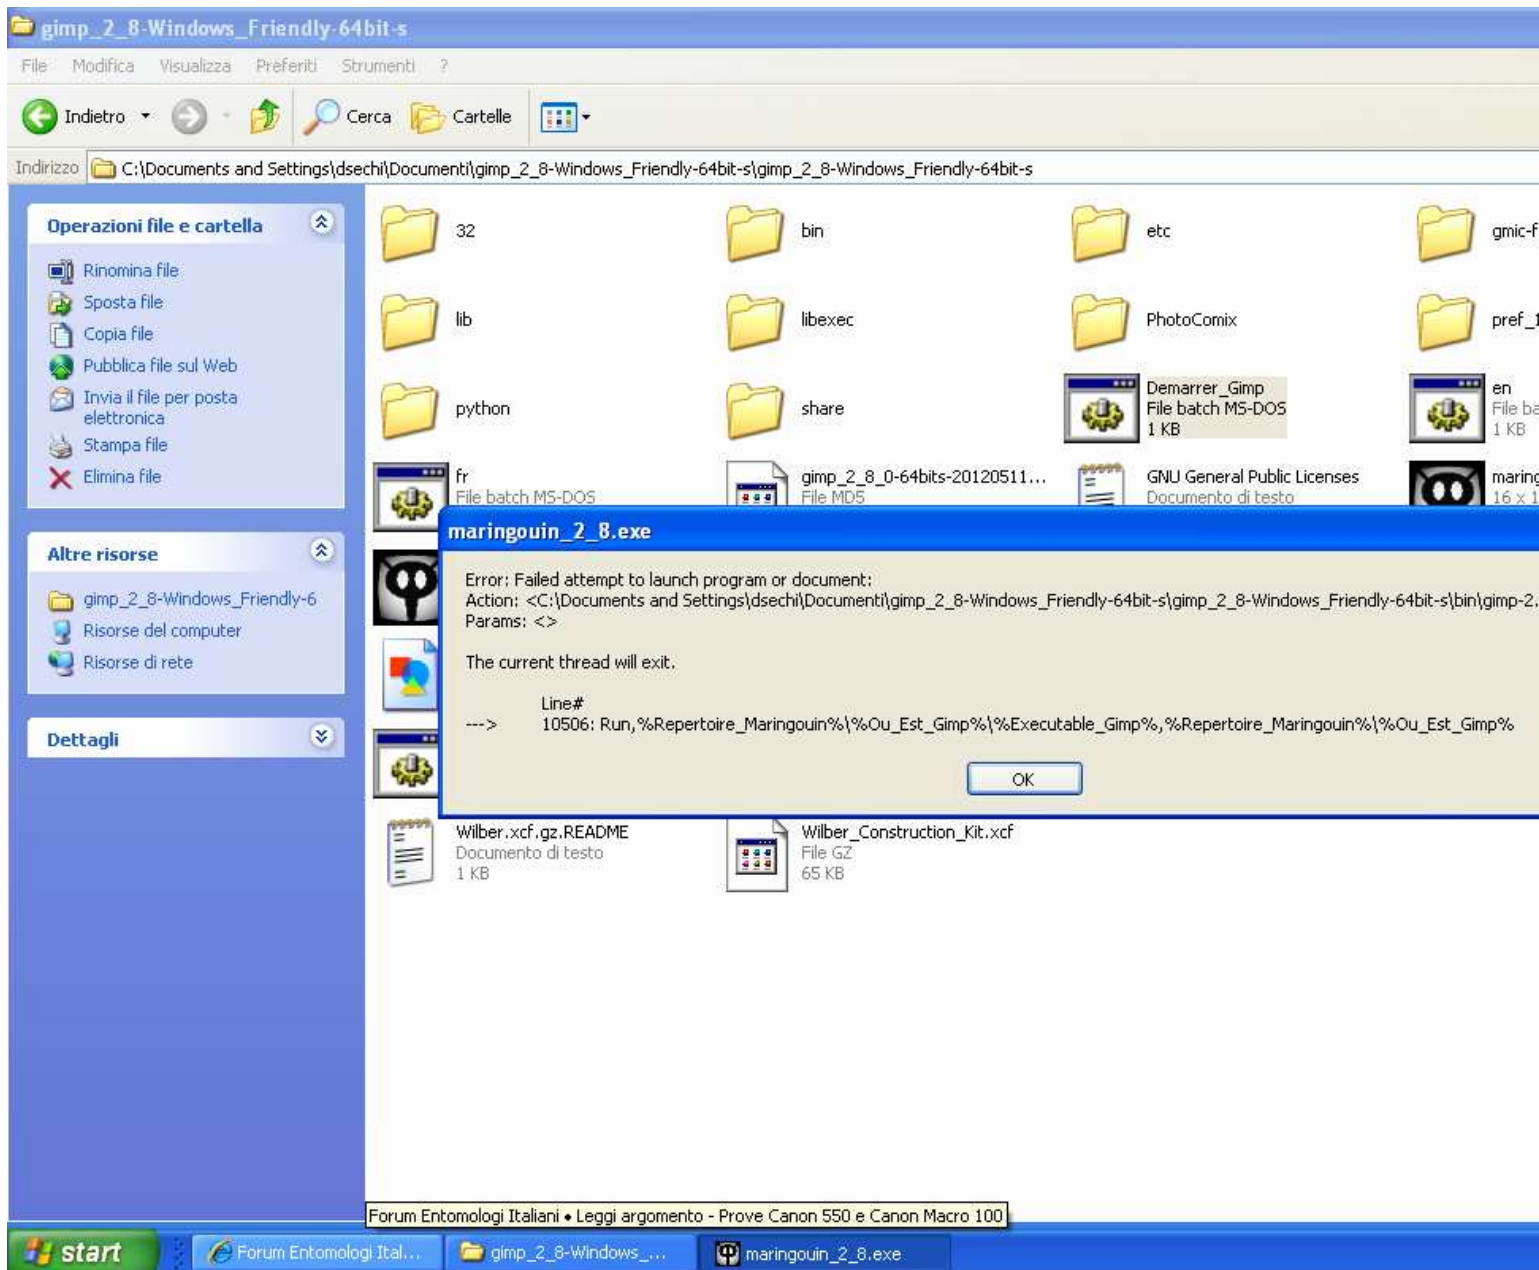 gimp_2_8-Windows_Friendly-64bit-s
File Modifica Visualizza Preferiti Strumenti ?
Indietro Cerca Cartelle
Indirizzo C:\Documents and Settings\dsechi\Documenti\gimp_2_8-Windows_Friendly-64bit-s\gimp_2_8-Windows_Friendly-64bit-s
Operazioni file e cartella
Rinomina file
Sposta file
Copia file
Pubblica file sul Web
Invia il file per posta
elettronica
Stampa file
Elimina file
Altre risorse
gimp_2_8-Windows_Friendly-6
Risorse del computer
Risorse di rete
Dettagli
32 bin etc gmic-f
lib libexec PhotoComix pref_1
python share
Demarrer_Gimp
File batch MS-DOS
1 KB
en
File ba
1 KB
fr
File batch MS-DOS
gimp_2_8_0-64bits-20120511...
File MD5
GNU General Public Licenses
Documento di testo
maring
16 x 1
maringouin_2_8.exe
Error: Failed attempt to launch program or document:
Action: <C:\Documents and Settings\dsechi\Documenti\gimp_2_8-Windows_Friendly-64bit-s\gimp_2_8-Windows_Friendly-64bit-s\bin\gimp-2.
Params: <>
The current thread will exit.
Line#
---> 10506: Run,%Repertoire_Maringouin%\%Ou_Est_Gimp%\%Executable_Gimp%,%Repertoire_Maringouin%\%Ou_Est_Gimp%
OK
Wilber.xcf.gz.README
Documento di testo
1 KB
Wilber_Construction_Kit.xcf
File GZ
65 KB
Forum Entomologi Italiani • Leggi argomento - Prove Canon 550 e Canon Macro 100
start Forum Entomologi Ital... gimp_2_8-Windows_... maringouin_2_8.exe